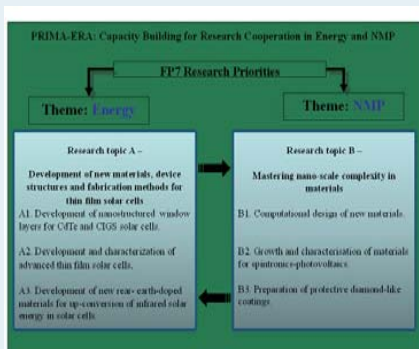 PRIMA-ERA: Capacity Building for Research Cooperation in Energy and NMP
FP7 Research Priorities
Theme: Energy
Research topic A –
Development of new materials, device
structures and fabrication methods for
thin film solar cells
A1. Development of nanostructured window
layers for CdTe and CIGS solar cells.
A2. Development and characterization of
advanced thin film solar cells.
A3. Development of new rear- earth-doped
materials for up-conversion of infrared solar
energy in solar cells.
Theme: NMP
Research topic B –
Mastering nano-scale complexity in
materials
B1. Computational design of new materials.
B2. Growth and characterisation of materials
for spintronics-photovoltaics.
B3. Preparation of protective diamond-like
coatings.